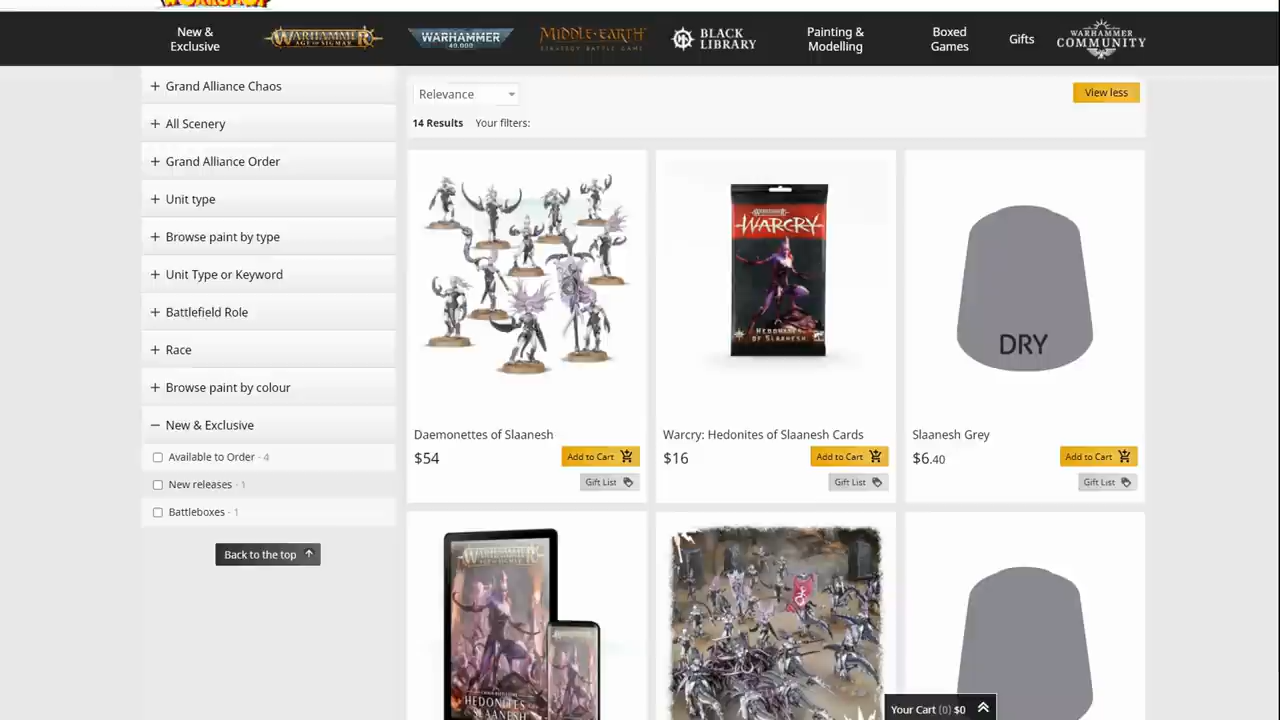 New &
Exclusive
WARHAMMER
AGE OF SIGMAR
WARHAMMER
40,000
MIDDLE-EARTH
STRATEGY BATTLE GAME
BLACK
LIBRARY
Painting &
Modelling
Boxed
Games
Gifts
WARHAMMER
COMMUNITY
+ Grand Alliance Chaos
+ All Scenery
+ Grand Alliance Order
+ Unit type
+ Browse paint by type
+ Unit Type or Keyword
+ Battlefield Role
+ Race
+ Browse paint by colour
− New & Exclusive
Available to Order - 4
New releases - 1
Battleboxes - 1
Back to the top
Relevance
View less
14 Results Your filters:
WARCRY
HEDONITES
OF SLAANESH
DRY
Daemonettes of Slaanesh
$54
Add to Cart
Gift List
Warcry: Hedonites of Slaanesh Cards
$16
Add to Cart
Gift List
Slaanesh Grey
$6.40
Add to Cart
Gift List
WARHAMMER
HEDONITES
SLAANESH
Your Cart (0) $0